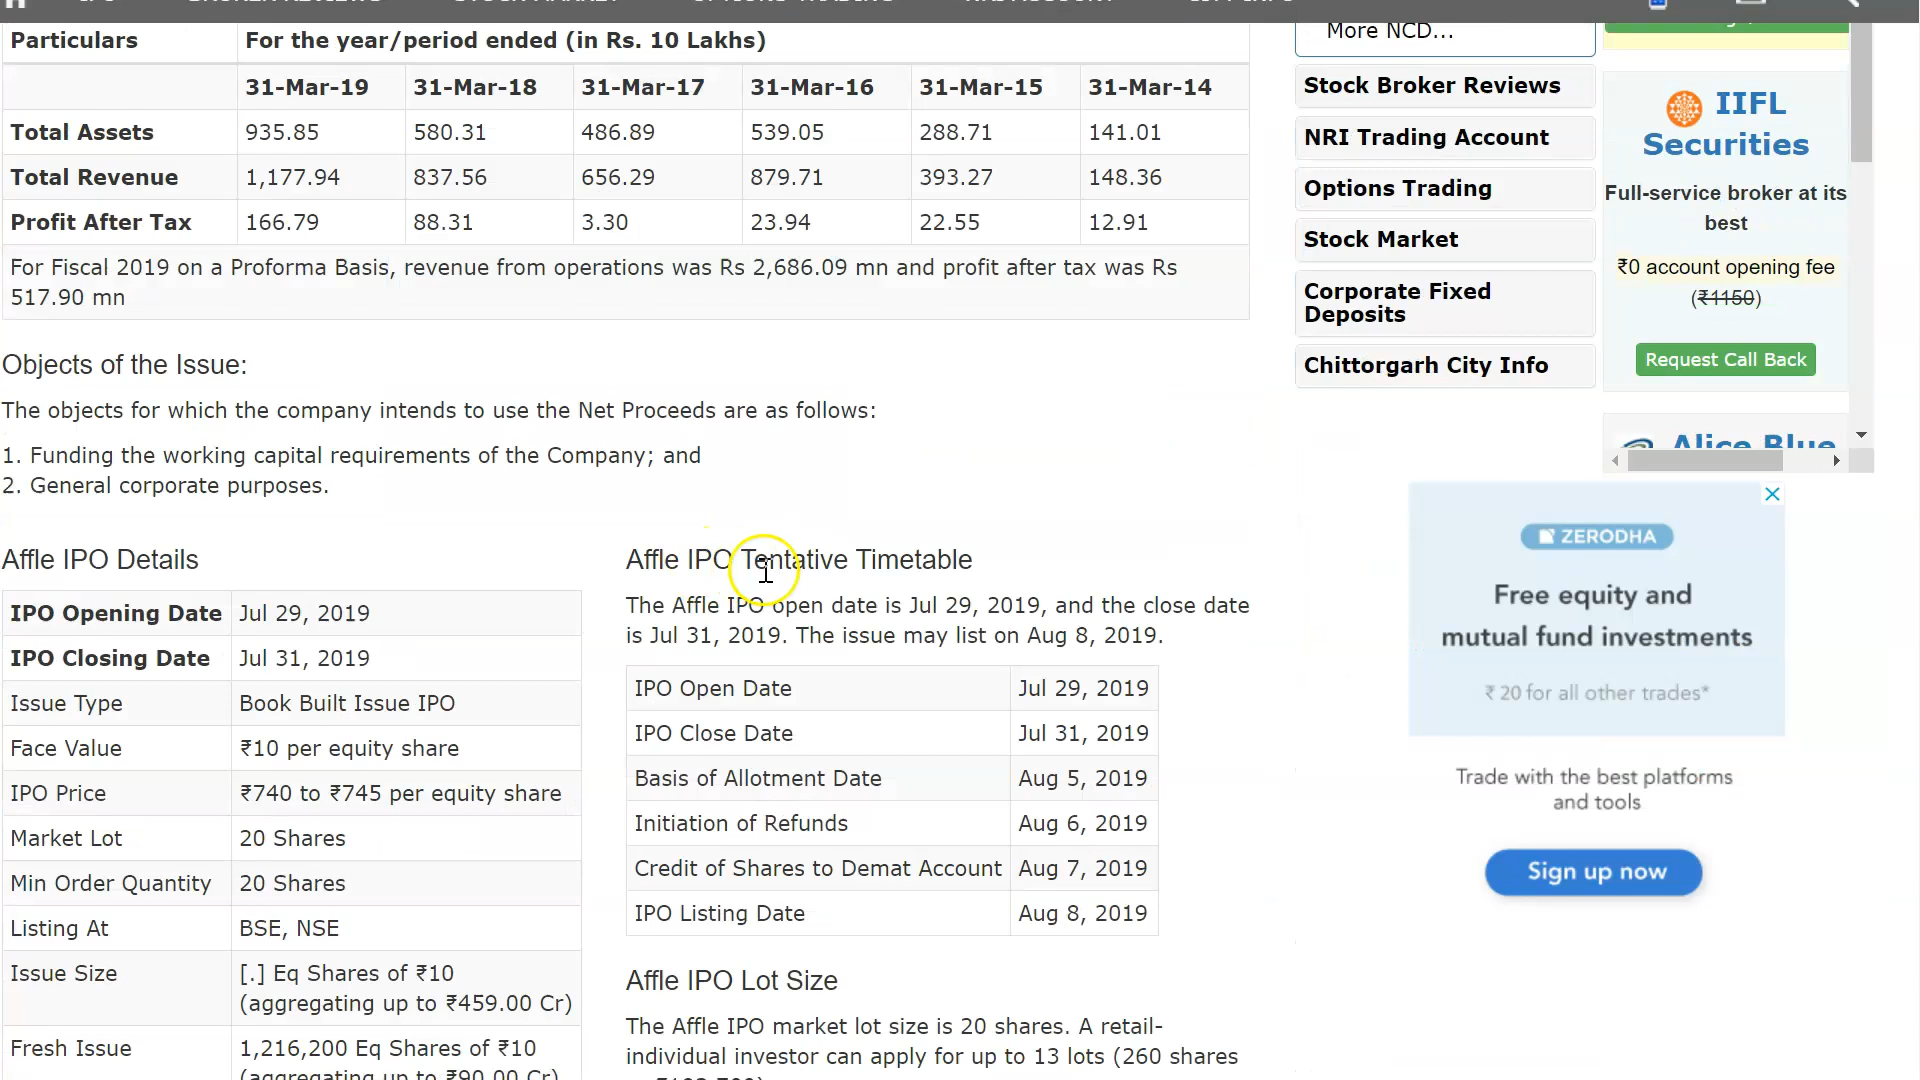 Particulars For the year/period ended (in Rs. 10 Lakhs)
31-Mar-19 31-Mar-18 31-Mar-17 31-Mar-16 31-Mar-15 31-Mar-14
Total Assets 935.85 580.31 486.89 539.05 288.71 141.01
Total Revenue 1,177.94 837.56 656.29 879.71 393.27 148.36
Profit After Tax 166.79 88.31 3.30 23.94 22.55 12.91
For Fiscal 2019 on a Proforma Basis, revenue from operations was Rs 2,686.09 mn and profit after tax was Rs
517.90 mn
Objects of the Issue:
The objects for which the company intends to use the Net Proceeds are as follows:
1. Funding the working capital requirements of the Company; and
2. General corporate purposes.
Affle IPO Details
IPO Opening Date Jul 29, 2019
IPO Closing Date Jul 31, 2019
Issue Type Book Built Issue IPO
Face Value ₹10 per equity share
IPO Price ₹740 to ₹745 per equity share
Market Lot 20 Shares
Min Order Quantity 20 Shares
Listing At BSE, NSE
Issue Size [.] Eq Shares of ₹10
(aggregating up to ₹459.00 Cr)
Fresh Issue 1,216,200 Eq Shares of ₹10
(aggregating up to ₹90.00 Cr)
Affle IPO Tentative Timetable
The Affle IPO open date is Jul 29, 2019, and the close date
is Jul 31, 2019. The issue may list on Aug 8, 2019.
IPO Open Date Jul 29, 2019
IPO Close Date Jul 31, 2019
Basis of Allotment Date Aug 5, 2019
Initiation of Refunds Aug 6, 2019
Credit of Shares to Demat Account Aug 7, 2019
IPO Listing Date Aug 8, 2019
Affle IPO Lot Size
The Affle IPO market lot size is 20 shares. A retail-
individual investor can apply for up to 13 lots (260 shares
More NCD...
Stock Broker Reviews
NRI Trading Account
Options Trading
Stock Market
Corporate Fixed
Deposits
Chittorgarh City Info
IIFL
Securities
Full-service broker at its
best
₹0 account opening fee
(₹1150)
Request Call Back
Alice Blue
ZERODHA
Free equity and
mutual fund investments
₹ 20 for all other trades*
Trade with the best platforms
and tools
Sign up now